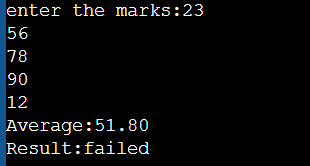 enter the marks:23
56
78
90
12
Average:51.80
Result:failed